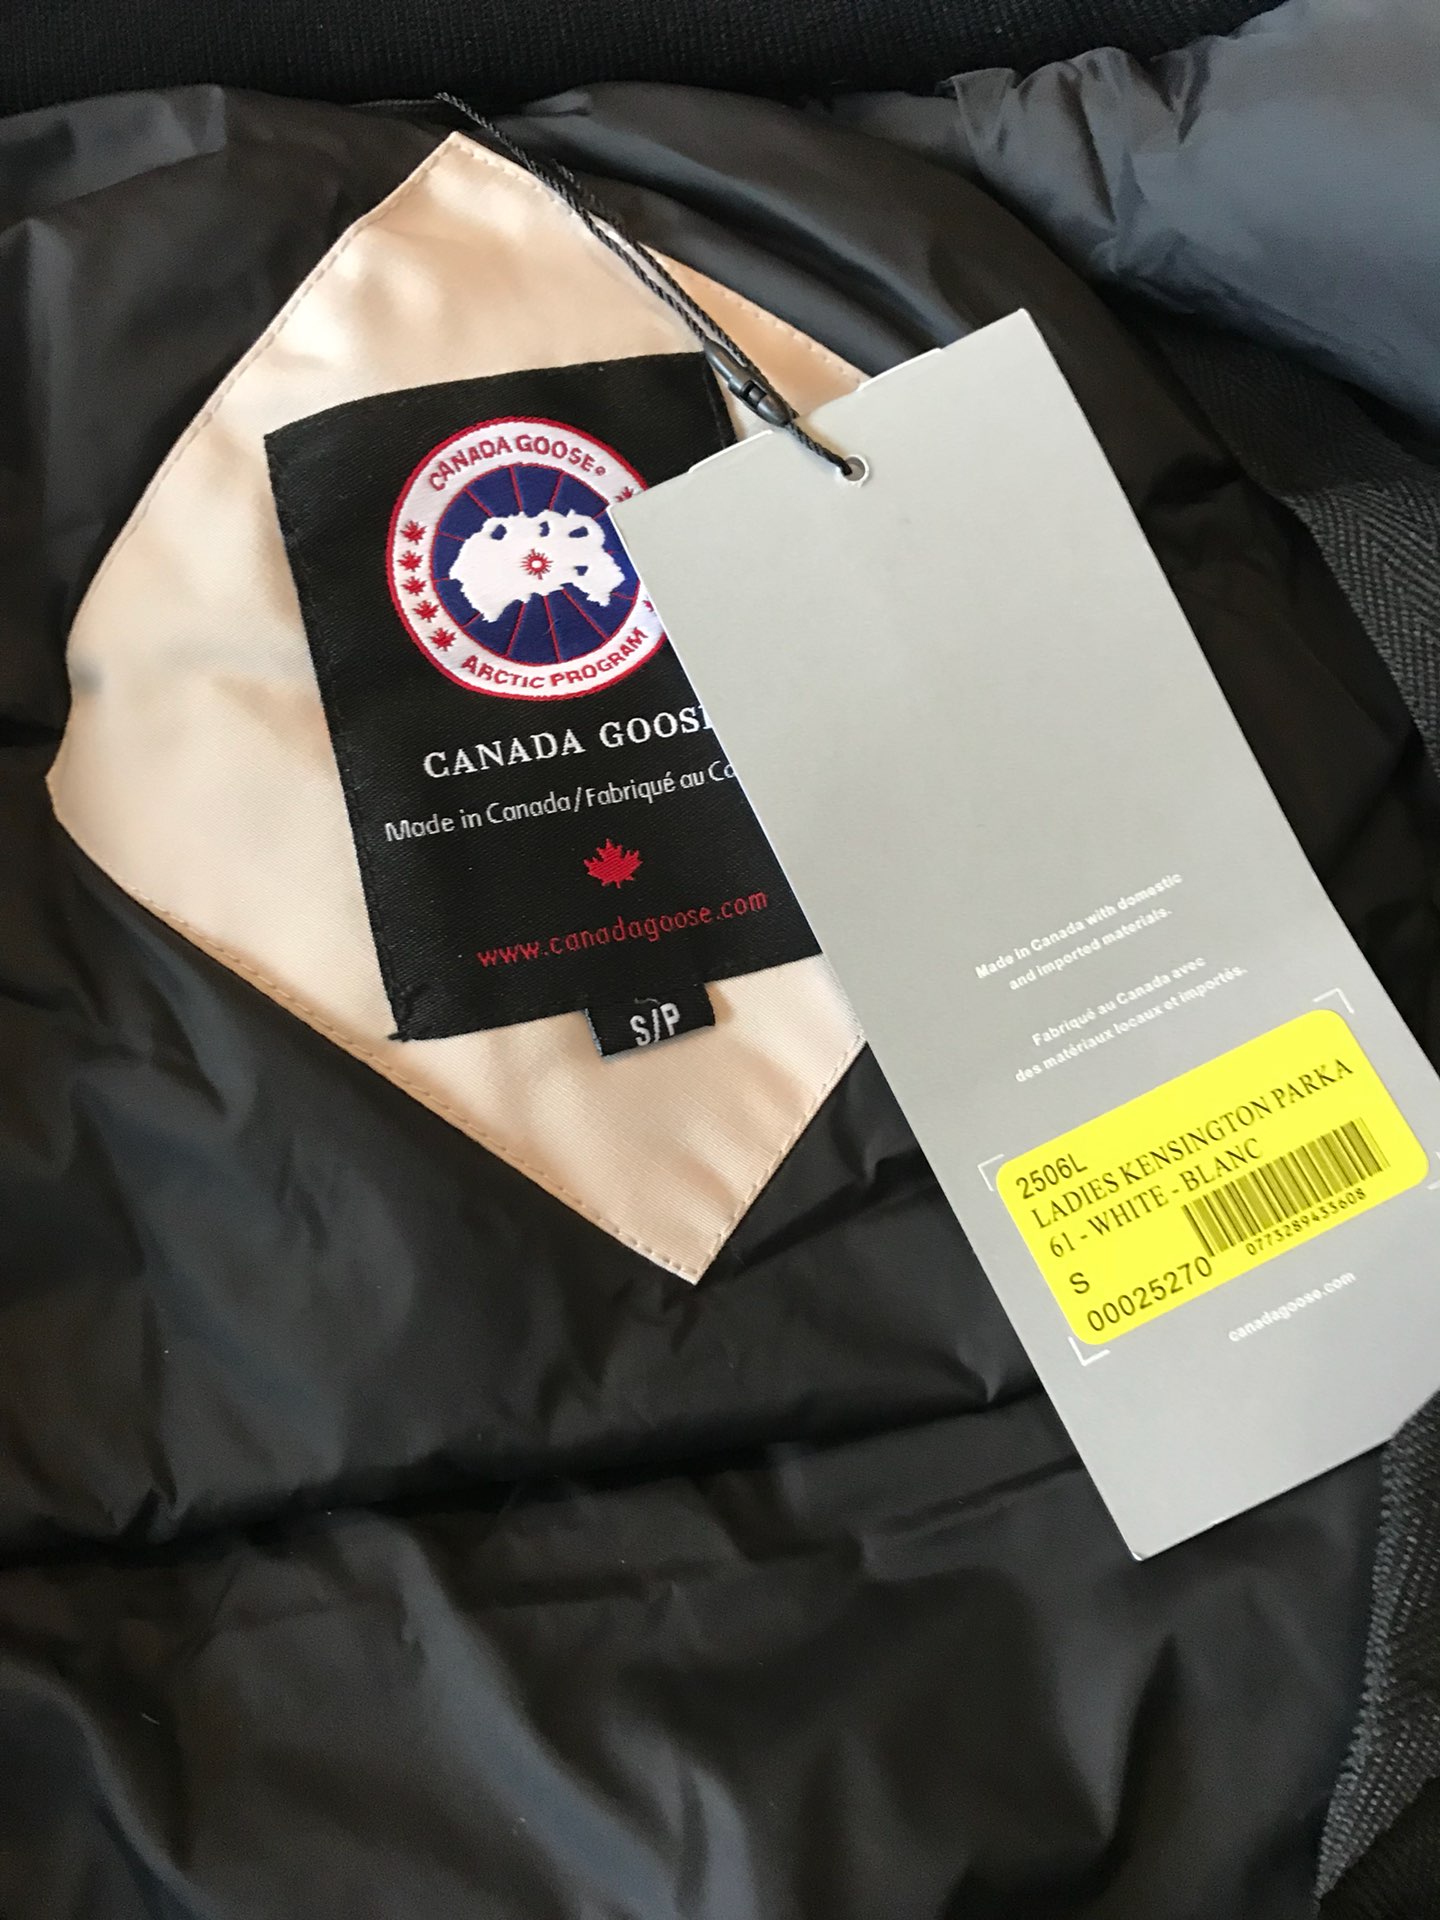 CANADA GOOSE®
ARCTIC PROGRAM
CANADA GOOS
Made in Canada/Fabriqué au Ca
www.canadagoose.com
S/P
Made in Canada with domestic
and imported materials.
Fabriqué au Canada avec
des matériaux locaux et importés.
2506L
LADIES KENSINGTON PARKA
61 - WHITE - BLANC
S
0773289433608
00025270
canadagoose.com